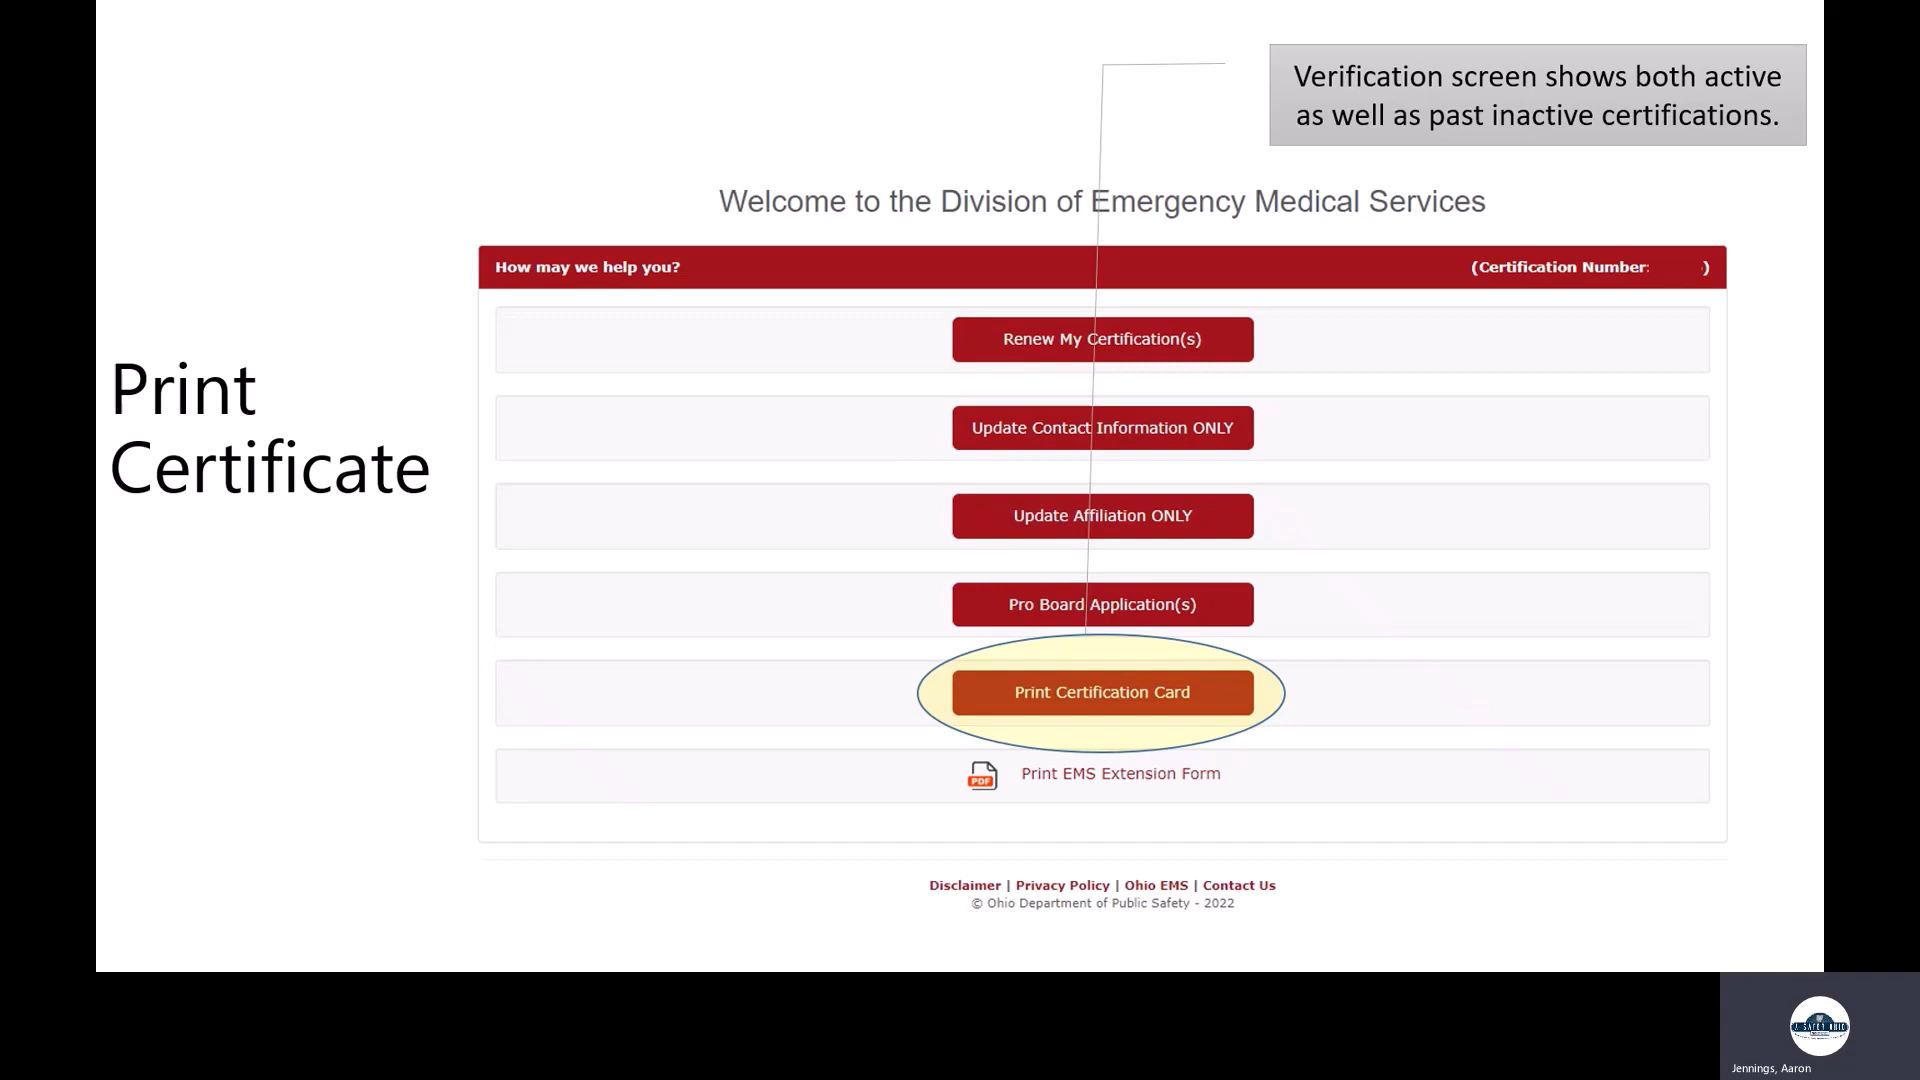 Verification screen shows both active
as well as past inactive certifications.
Welcome to the Division of Emergency Medical Services
How may we help you?
(Certification Number: )
Print
Certificate
Renew My Certification(s)
Update Contact Information ONLY
Update Affiliation ONLY
Pro Board Application(s)
Print Certification Card
PDF
Print EMS Extension Form
Disclaimer | Privacy Policy | Ohio EMS | Contact Us
© Ohio Department of Public Safety - 2022
Jennings, Aaron